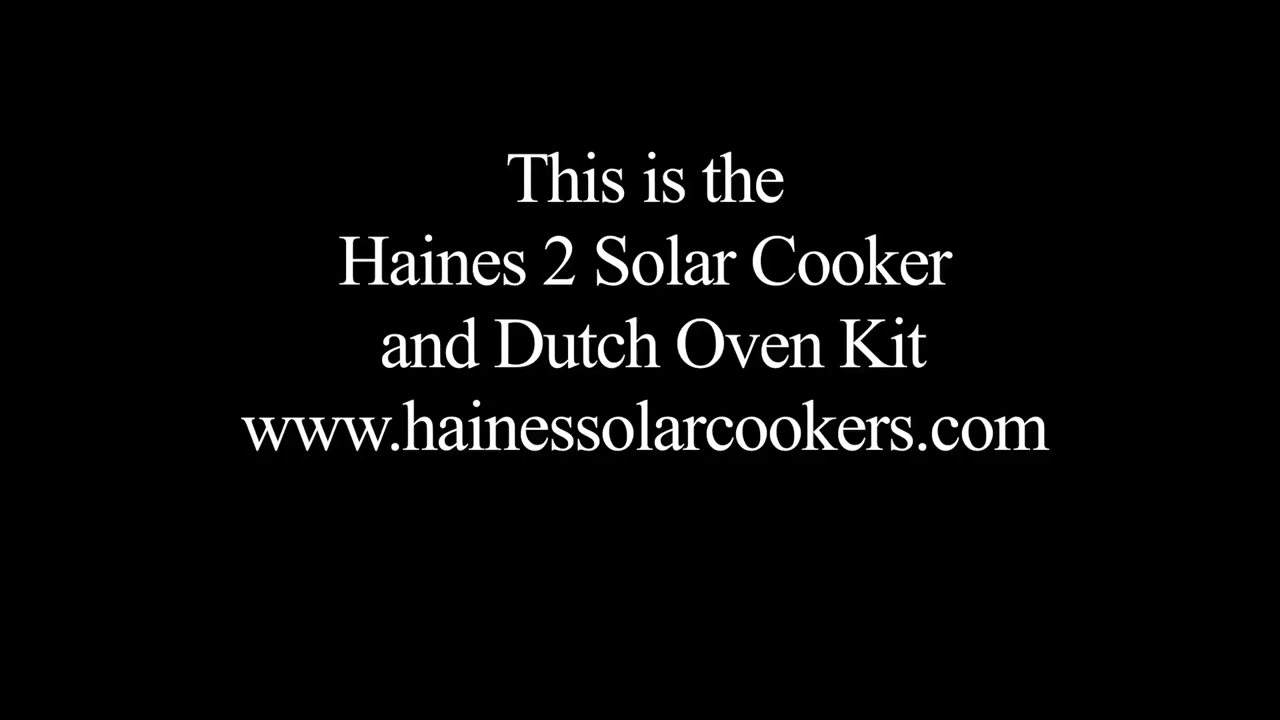 This is the
Haines 2 Solar Cooker
and Dutch Oven Kit
www.hainessolarcookers.com